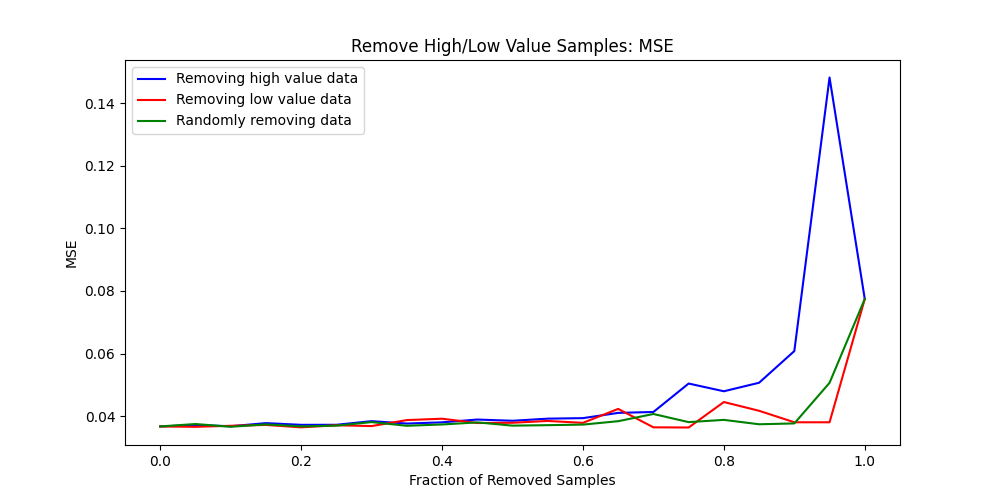 Remove High/Low Value Samples: MSE
Removing high value data
Removing low value data
Randomly removing data
0.14
0.12
0.10
0.08
0.06
0.04
MSE
0.0 0.2 0.4 0.6 0.8 1.0
Fraction of Removed Samples